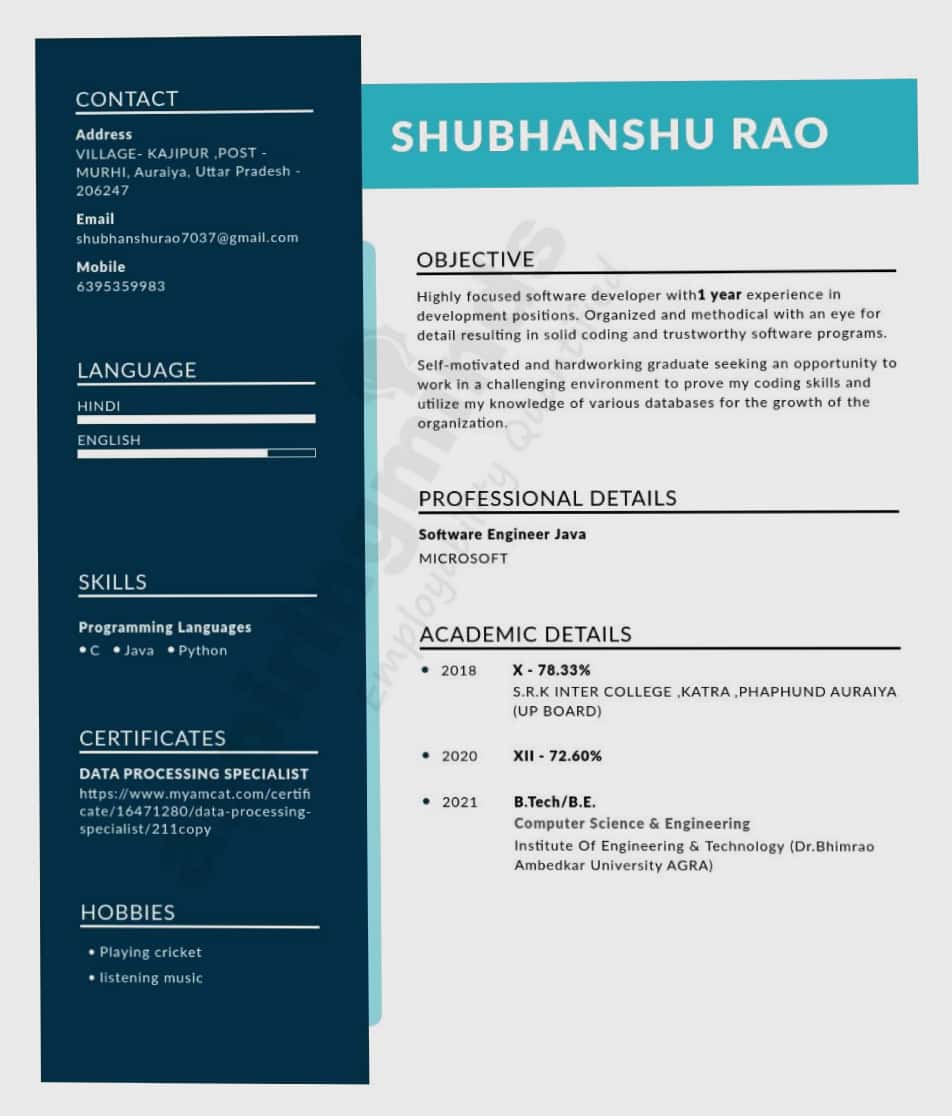 CONTACT
Address
VILLAGE- KAJIPUR ,POST -
MURHI, Auraiya, Uttar Pradesh -
206247
Email
shubhanshurao7037@gmail.com
Mobile
6395359983
LANGUAGE
HINDI
ENGLISH
SKILLS
Programming Languages
• C • Java • Python
CERTIFICATES
DATA PROCESSING SPECIALIST
https://www.myamcat.com/certifi
cate/16471280/data-processing-
specialist/211copy
HOBBIES
• Playing cricket
• listening music
SHUBHANSHU RAO
OBJECTIVE
Highly focused software developer with1 year experience in
development positions. Organized and methodical with an eye for
detail resulting in solid coding and trustworthy software programs.
Self-motivated and hardworking graduate seeking an opportunity to
work in a challenging environment to prove my coding skills and
utilize my knowledge of various databases for the growth of the
organization.
PROFESSIONAL DETAILS
Software Engineer Java
MICROSOFT
ACADEMIC DETAILS
• 2018 X - 78.33%
S.R.K INTER COLLEGE ,KATRA ,PHAPHUND AURAIYA
(UP BOARD)
• 2020 XII - 72.60%
• 2021 B.Tech/B.E.
Computer Science & Engineering
Institute Of Engineering & Technology (Dr.Bhimrao
Ambedkar University AGRA)
Employability